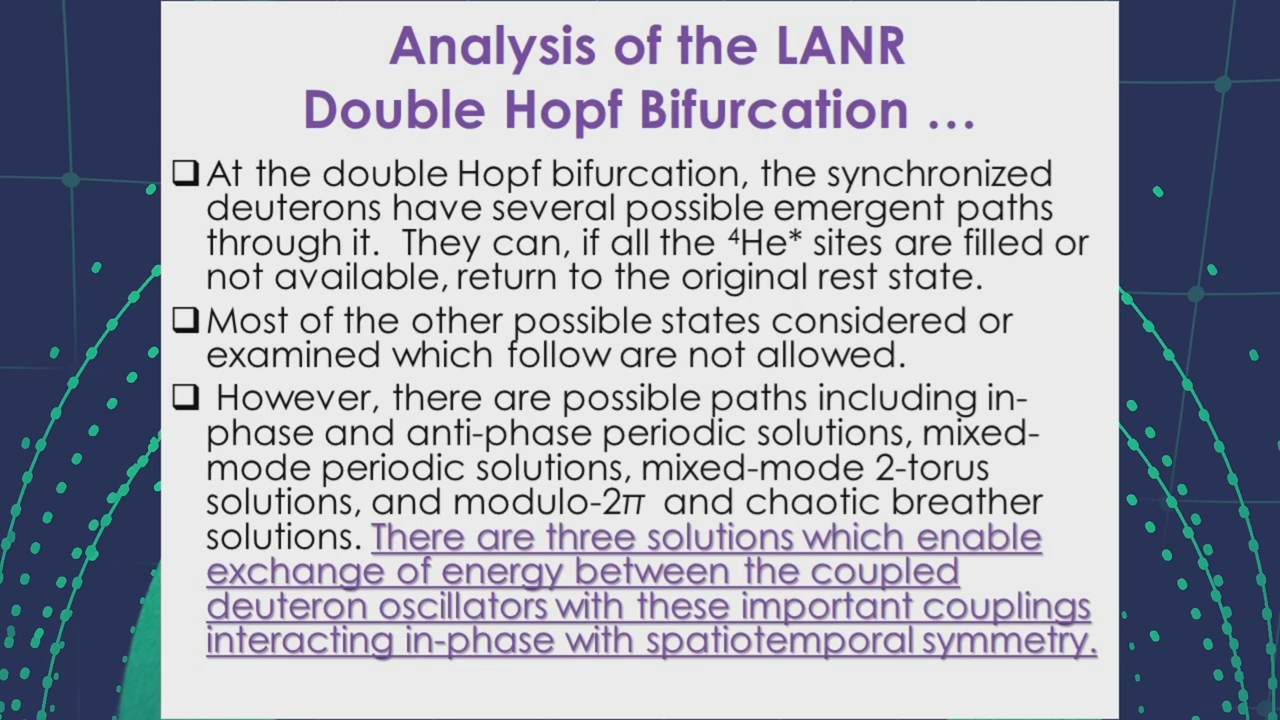 Analysis of the LANR
Double Hopf Bifurcation …
❑ At the double Hopf bifurcation, the synchronized
deuterons have several possible emergent paths
through it. They can, if all the ⁴He* sites are filled or
not available, return to the original rest state.
❑ Most of the other possible states considered or
examined which follow are not allowed.
❑ However, there are possible paths including in-
phase and anti-phase periodic solutions, mixed-
mode periodic solutions, mixed-mode 2-torus
solutions, and modulo-2π and chaotic breather
solutions. There are three solutions which enable
exchange of energy between the coupled
deuteron oscillators with these important couplings
interacting in-phase with spatiotemporal symmetry.